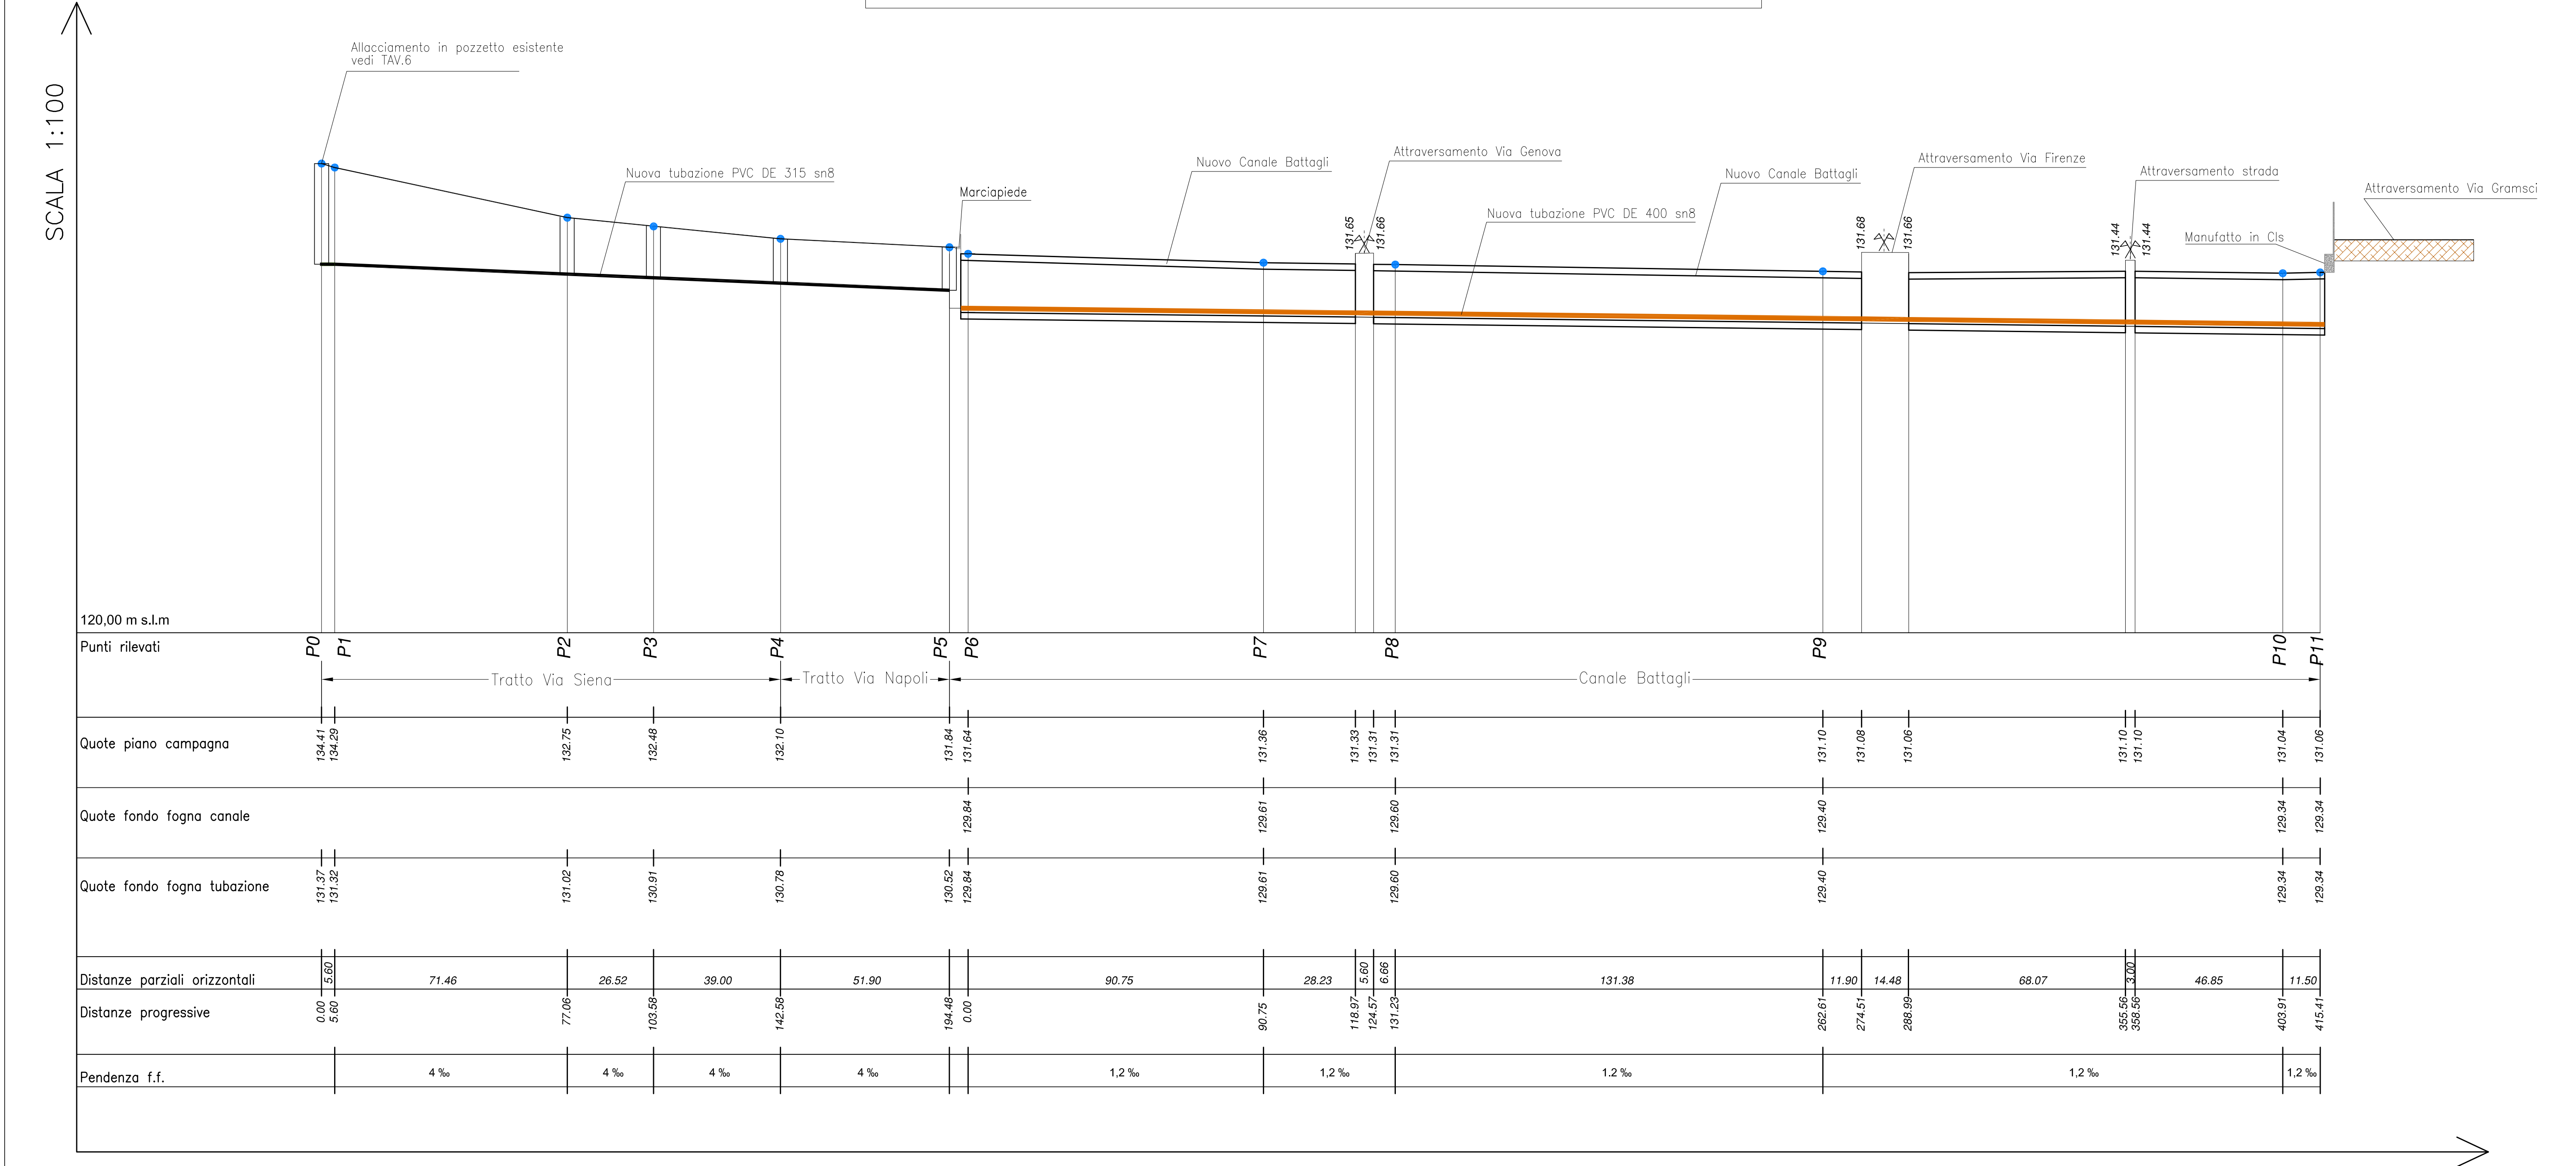 SCALA 1:100
Allacciamento in pozzetto esistente
vedi TAV.6
Nuova tubazione PVC DE 315 sn8
Marciapiede
Nuovo Canale Battagli
Attraversamento Via Genova
131.65
131.66
Nuova tubazione PVC DE 400 sn8
Nuovo Canale Battagli
Attraversamento Via Firenze
131.68
131.66
Attraversamento strada
131.44
131.44
Manufatto in Cls
Attraversamento Via Gramsci
120,00 m s.l.m
Punti rilevati
P0 P1 P2 P3 P4 P5 P6 P7 P8 P9 P10 P11
Tratto Via Siena Tratto Via Napoli Canale Battagli
Quote piano campagna
134.41 134.29 132.75 132.48 132.10 131.84 131.64 131.36 131.33 131.31 131.31 131.10 131.08 131.06 131.10 131.10 131.04 131.06
Quote fondo fogna canale
129.84 129.61 129.60 129.40 129.34 129.34
Quote fondo fogna tubazione
131.37 131.32 131.02 130.91 130.78 130.52 129.84 129.61 129.60 129.40 129.34 129.34
Distanze parziali orizzontali
5.60 71.46 26.52 39.00 51.90 90.75 28.23 5.60 6.66 131.38 11.90 14.48 68.07 3.00 46.85 11.50
Distanze progressive
0.00 5.60 77.06 103.58 142.58 194.48 0.00 90.75 118.97 124.57 131.23 262.61 274.51 288.99 355.56 358.56 403.91 415.41
Pendenza f.f.
4 ‰ 4 ‰ 4 ‰ 4 ‰ 1,2 ‰ 1,2 ‰ 1.2 ‰ 1,2 ‰ 1,2 ‰